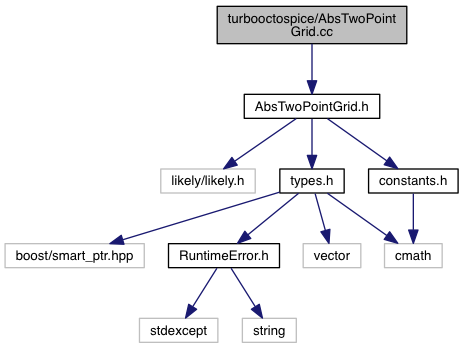 turbooctospice/AbsTwoPoint
Grid.cc
AbsTwoPointGrid.h
likely/likely.h
types.h
constants.h
boost/smart_ptr.hpp
RuntimeError.h
vector
cmath
stdexcept
string